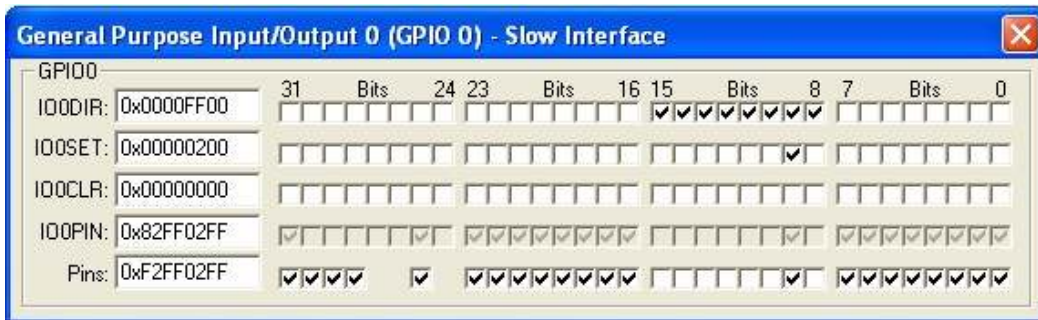 General Purpose Input/Output 0 (GPIO 0) - Slow Interface
GPIO0
31 Bits 24 23 Bits 16 15 Bits 8 7 Bits 0
IO0DIR: 0x0000FF00
IO0SET: 0x00000200
IO0CLR: 0x00000000
IO0PIN: 0x82FF02FF
Pins: 0xF2FF02FF